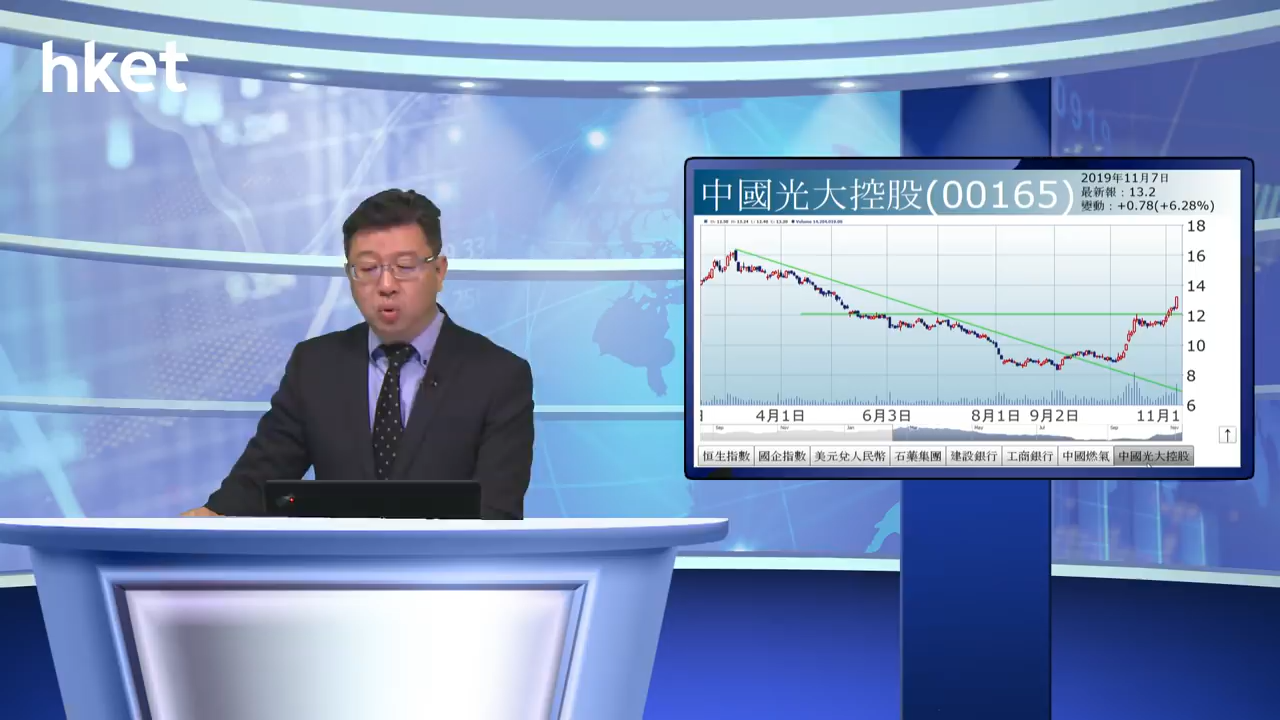 hket
中國光大控股(00165)
2019年11月7日
最新報：13.2
變動：+0.78(+6.28%)
18
16
14
12
10
8
6
4月1日 6月3日 8月1日 9月2日 11月1
恒生指數 國企指數 美元兌人民幣 石藥集團 建設銀行 工商銀行 中國燃氣 中國光大控股